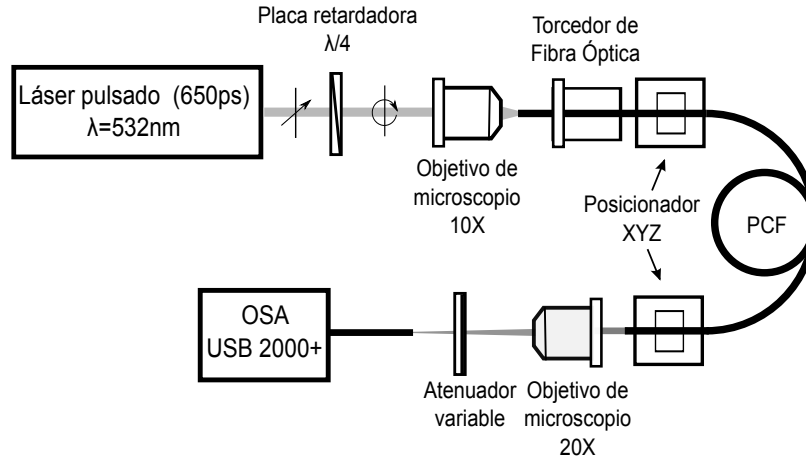 Placa retardadora
λ/4
Torcedor de
Fibra Óptica
Láser pulsado (650ps)
λ=532nm
Objetivo de
microscopio
10X
Posicionador
XYZ
PCF
OSA
USB 2000+
Atenuador
variable
Objetivo de
microscopio
20X